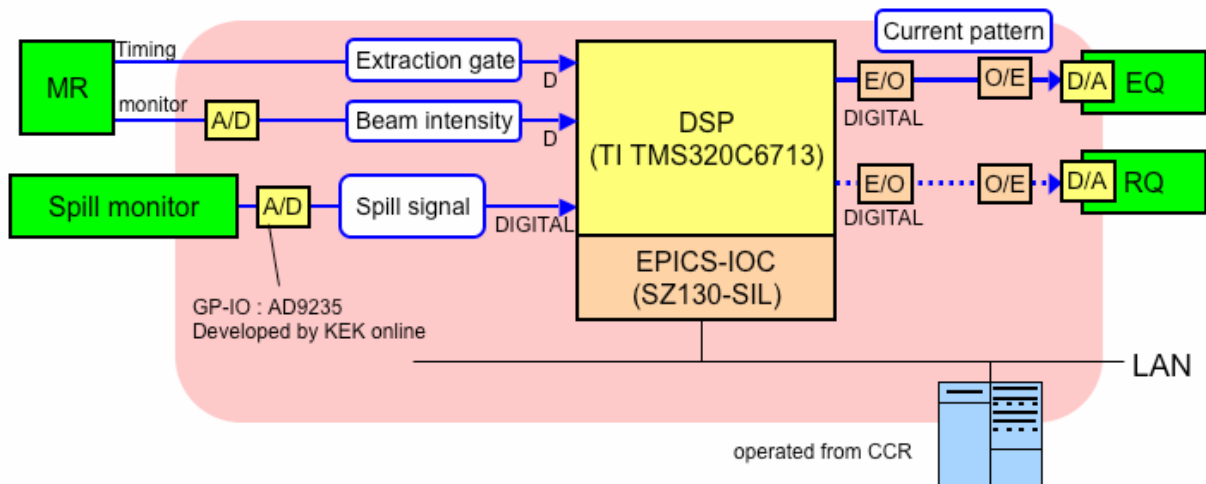 Timing
MR
monitor
A/D
Extraction gate
D
Beam intensity
D
Spill monitor
A/D
Spill signal
DIGITAL
GP-IO : AD9235
Developed by KEK online
DSP
(TI TMS320C6713)
EPICS-IOC
(SZ130-SIL)
Current pattern
E/O
O/E
D/A
EQ
DIGITAL
E/O
O/E
D/A
RQ
DIGITAL
LAN
operated from CCR